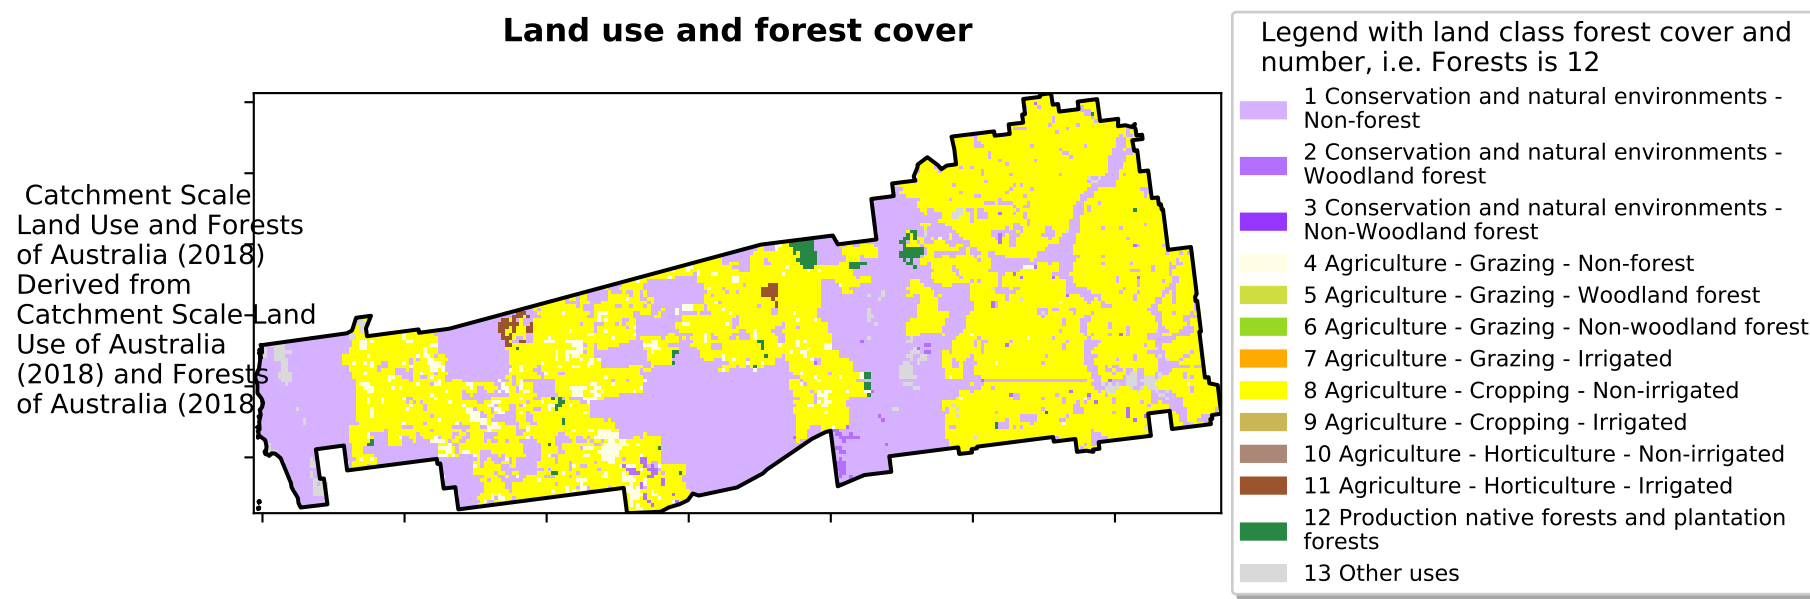 Land use and forest cover
Catchment Scale
Land Use and Forests
of Australia (2018)
Derived from
Catchment Scale Land
Use of Australia
(2018) and Forests
of Australia (2018
Legend with land class forest cover and
number, i.e. Forests is 12
1 Conservation and natural environments -
Non-forest
2 Conservation and natural environments -
Woodland forest
3 Conservation and natural environments -
Non-Woodland forest
4 Agriculture - Grazing - Non-forest
5 Agriculture - Grazing - Woodland forest
6 Agriculture - Grazing - Non-woodland forest
7 Agriculture - Grazing - Irrigated
8 Agriculture - Cropping - Non-irrigated
9 Agriculture - Cropping - Irrigated
10 Agriculture - Horticulture - Non-irrigated
11 Agriculture - Horticulture - Irrigated
12 Production native forests and plantation
forests
13 Other uses